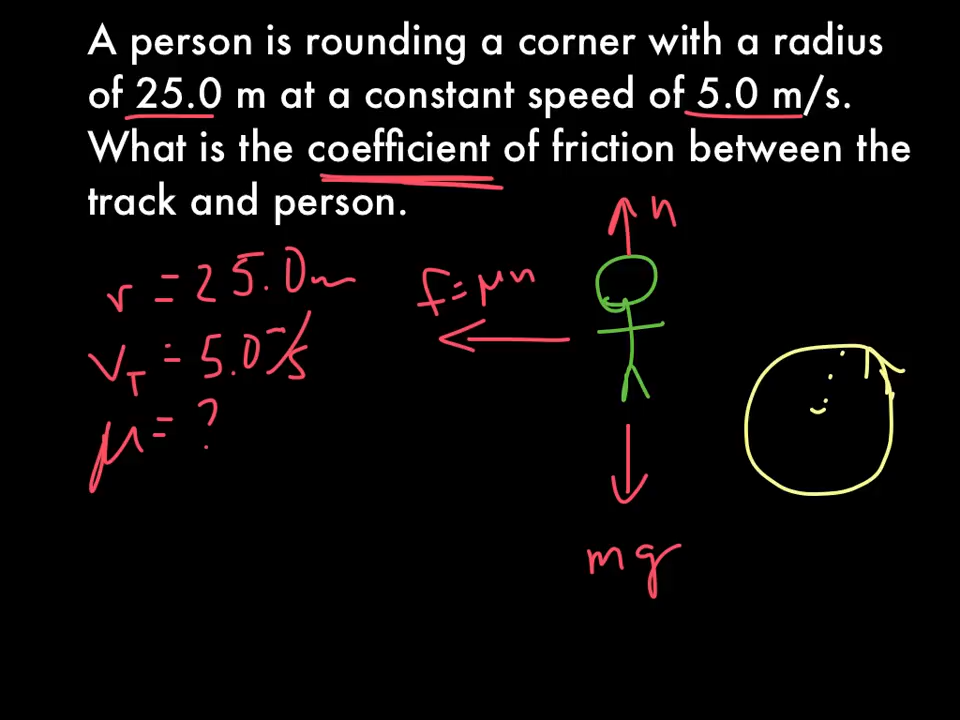 A person is rounding a corner with a radius
of 25.0 m at a constant speed of 5.0 m/s.
What is the coefficient of friction between the
track and person.
n
r = 25.0m
f = μn
v_T = 5.0 m/s
μ = ?
mg